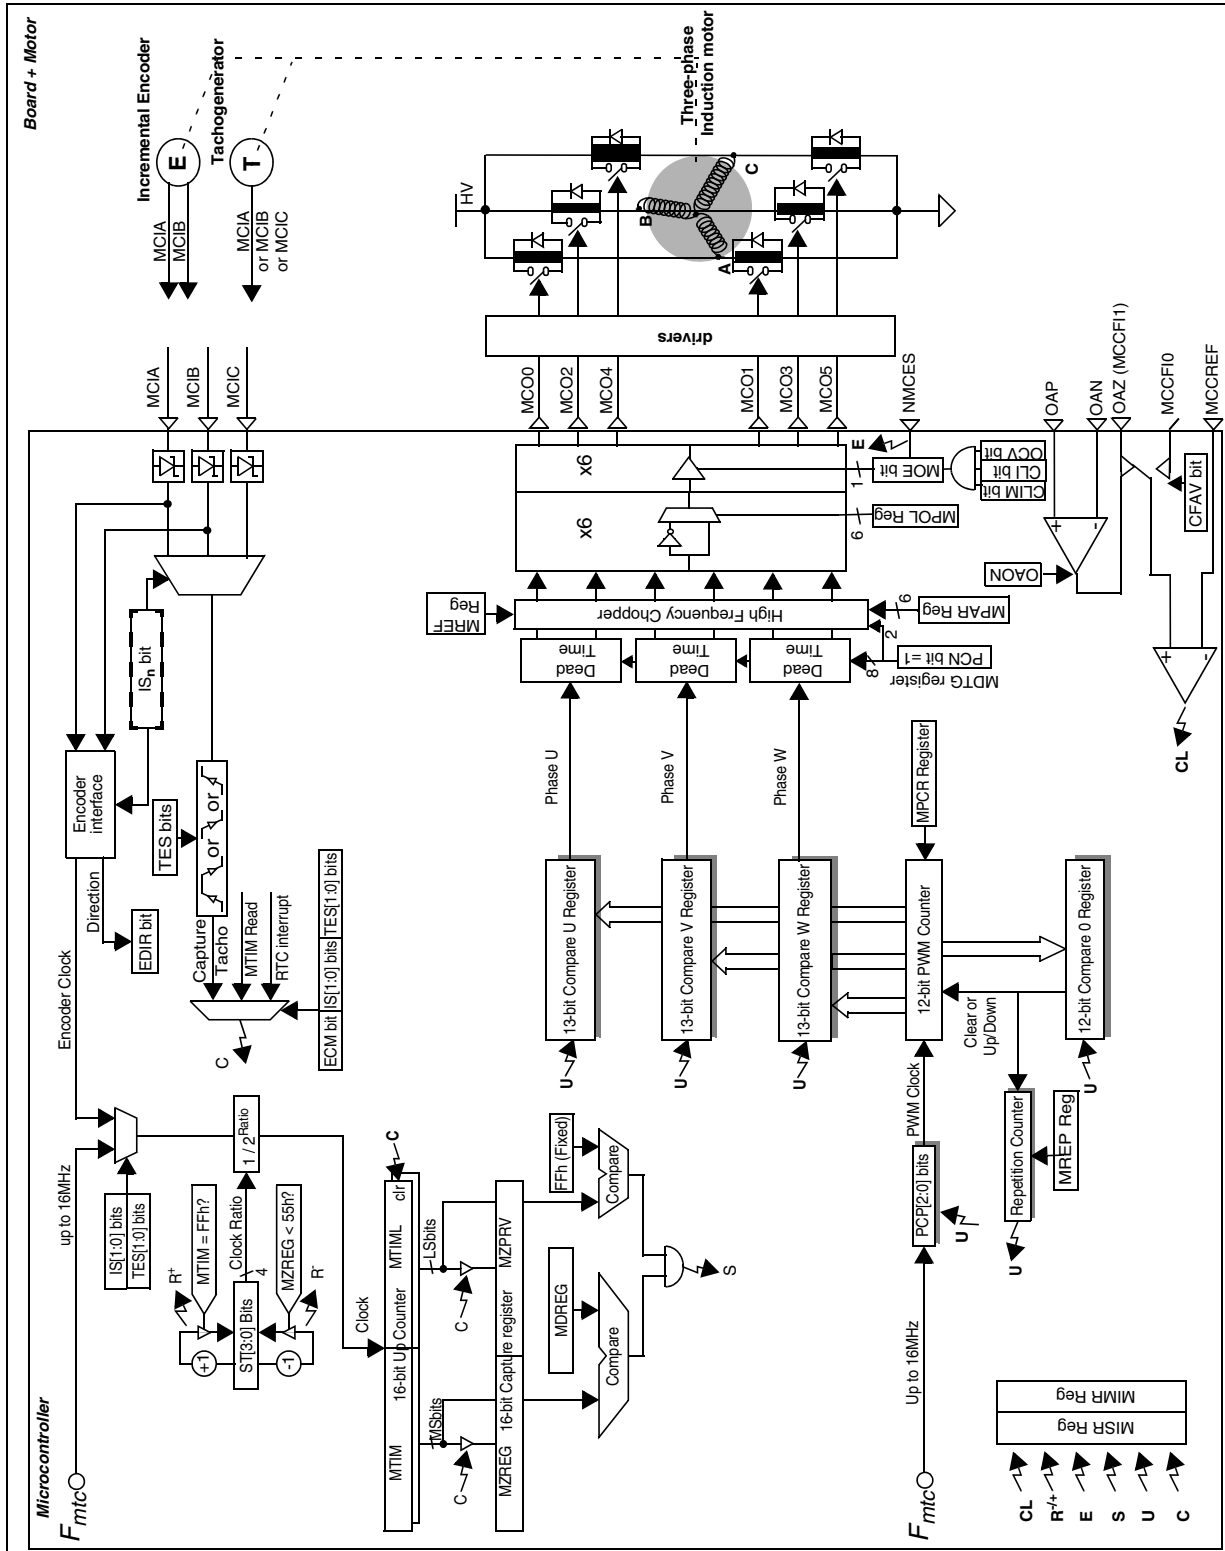 Board + Motor
Microcontroller
Incremental Encoder
E
Tachogenerator
T
MCIA
MCIB
MCIA
or MCIB
or MCIC
Three-phase
Induction motor
HV
A
B
C
drivers
MCIA
MCIB
MCIC
MCO0
MCO2
MCO4
MCO1
MCO3
MCO5
NMCES
OAP
OAN
OAZ (MCCFI1)
MCCFI0
MCCREF
x6
x6
1
E
MOE bit
CLIM bit
CLI bit
OCV bit
6
MPOL Reg
CFAV bit
+
-
OAON
+
-
CL
MREF
Reg
High Frequency Chopper
6
MPAR Reg
Dead
Time
Dead
Time
Dead
Time
8
2
PCN bit =1
MDTG register
Phase U
Phase V
Phase W
ISn bit
Encoder
interface
Encoder Clock
Direction
EDIR bit
TES bits
or
or
Capture
Tacho
MTIM Read
RTC interrupt
C
ECM bit
IS[1:0] bits
TES[1:0] bits
13-bit Compare U Register
U
13-bit Compare V Register
U
13-bit Compare W Register
U
12-bit PWM Counter
MPCR Register
12-bit Compare 0 Register
U
Clear or
Up/Down
Repetition Counter
U
MREP Reg
PWM Clock
PCP[2:0] bits
U
Up to 16MHz
Fmtc
Fmtc
up to 16MHz
IS[1:0] bits
TES[1:0] bits
1 / 2Ratio
Clock Ratio
4
R+
MTIM = FFh?
+1
ST[3:0] Bits
-1
MZREG < 55h?
R-
Clock
C
clr
MTIM
16-bit Up Counter
MTIML
MSbits
LSbits
C
C
MZREG
16-bit Capture register
MZPRV
MDREG
FFh (Fixed)
Compare
Compare
S
MISR Reg
MIMR Reg
CL
R-/+
E
S
U
C